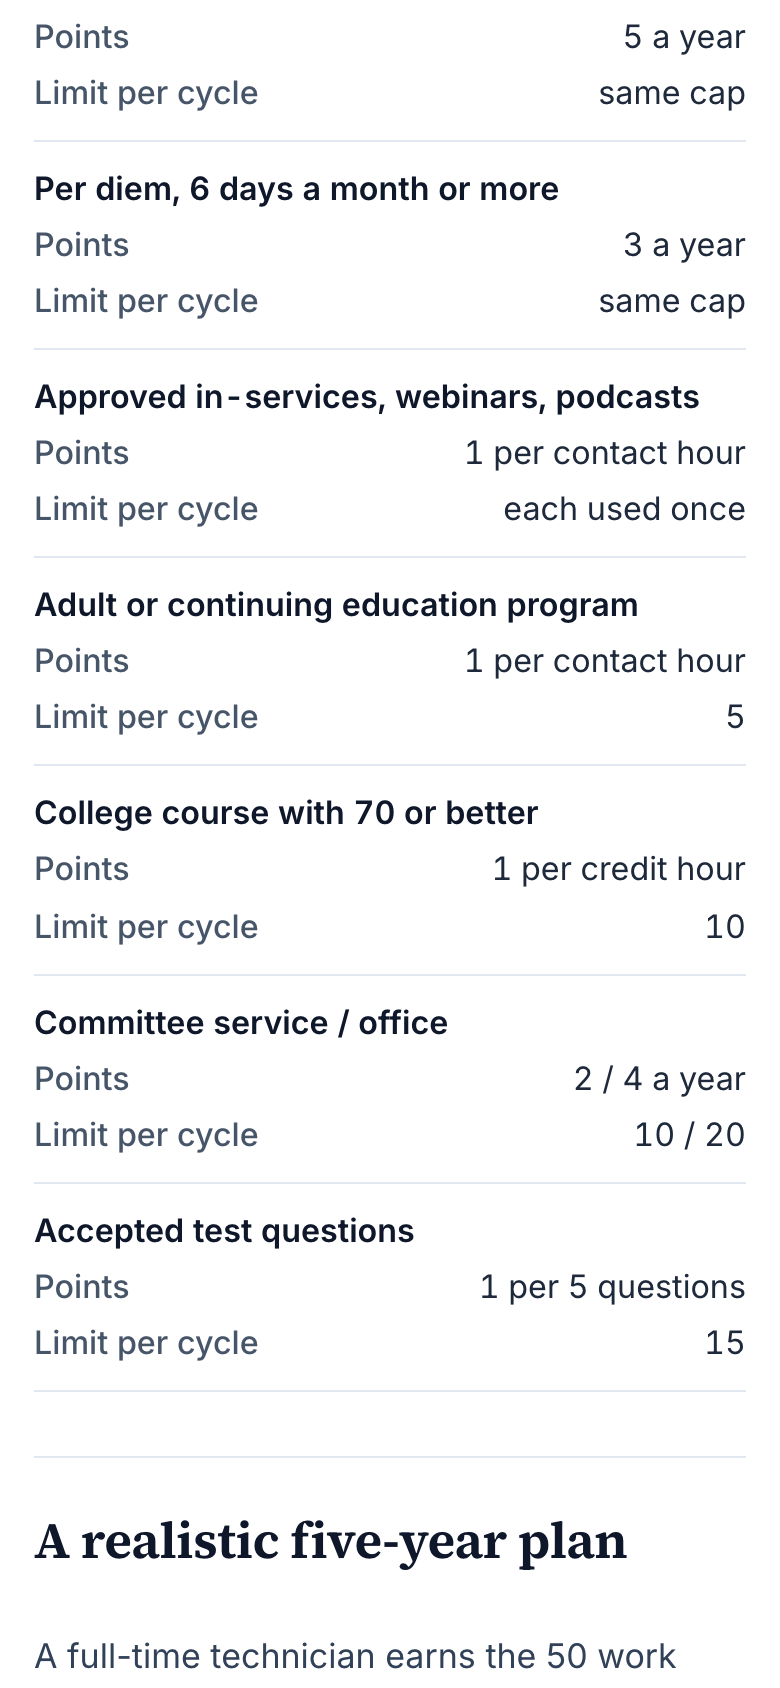 Points 5 a year
Limit per cycle same cap
Per diem, 6 days a month or more
Points 3 a year
Limit per cycle same cap
Approved in-services, webinars, podcasts
Points 1 per contact hour
Limit per cycle each used once
Adult or continuing education program
Points 1 per contact hour
Limit per cycle 5
College course with 70 or better
Points 1 per credit hour
Limit per cycle 10
Committee service / office
Points 2 / 4 a year
Limit per cycle 10 / 20
Accepted test questions
Points 1 per 5 questions
Limit per cycle 15
A realistic five-year plan
A full-time technician earns the 50 work